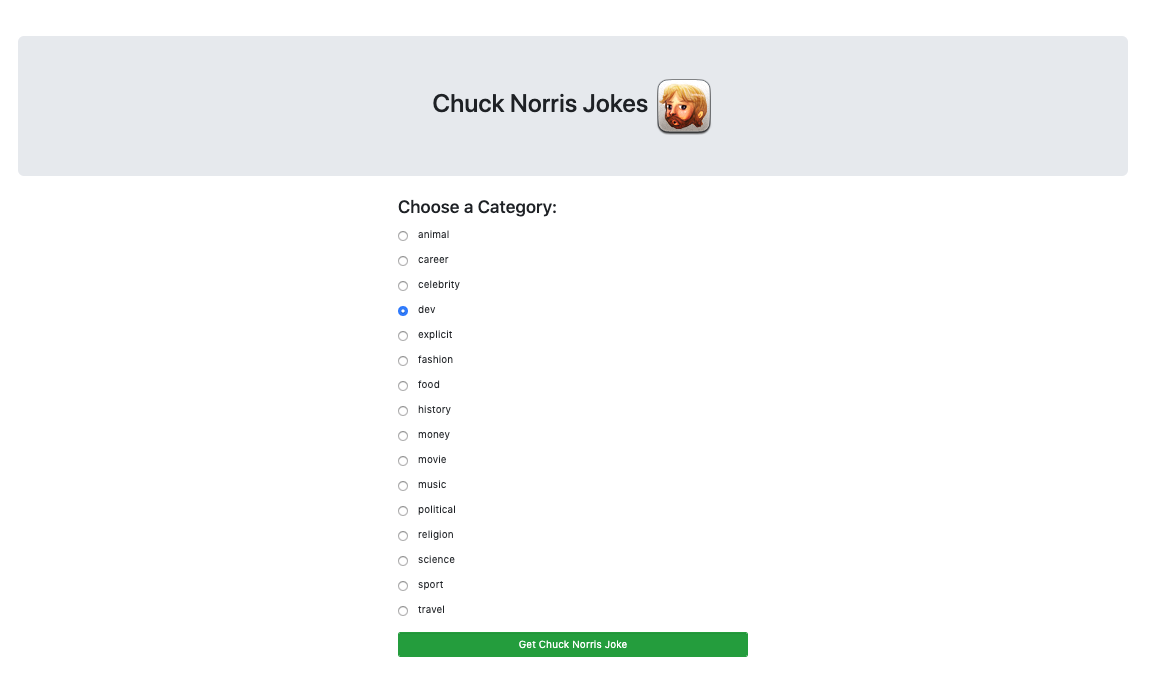 Chuck Norris Jokes
Choose a Category:
animal
career
celebrity
dev
explicit
fashion
food
history
money
movie
music
political
religion
science
sport
travel
Get Chuck Norris Joke